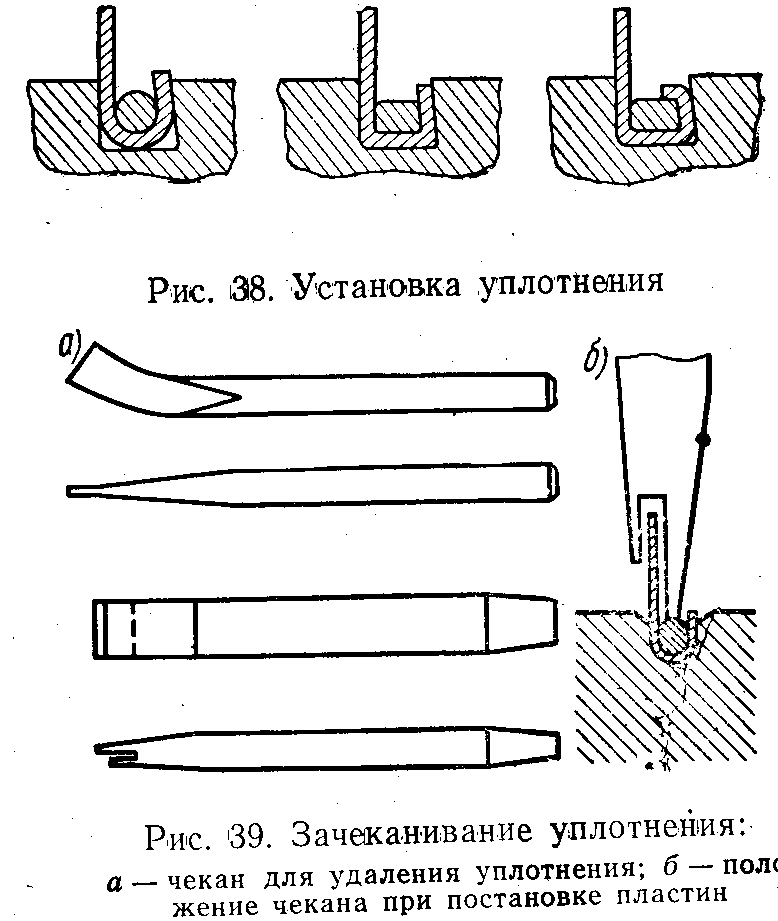 Рис. 38. Установка уплотнения
а)
б)
Рис. 39. Зачеканивание уплотнения:
а — чекан для удаления уплотнения; б — поло
жение чекана при постановке пластин